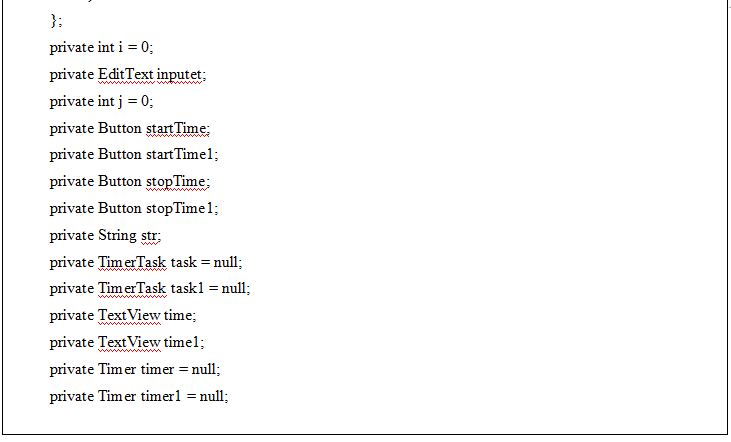 };
private int i = 0;
private EditText inputet;
private int j = 0;
private Button startTime;
private Button startTime1;
private Button stopTime;
private Button stopTime1;
private String str;
private TimerTask task = null;
private TimerTask task1 = null;
private TextView time;
private TextView time1;
private Timer timer = null;
private Timer timer1 = null;